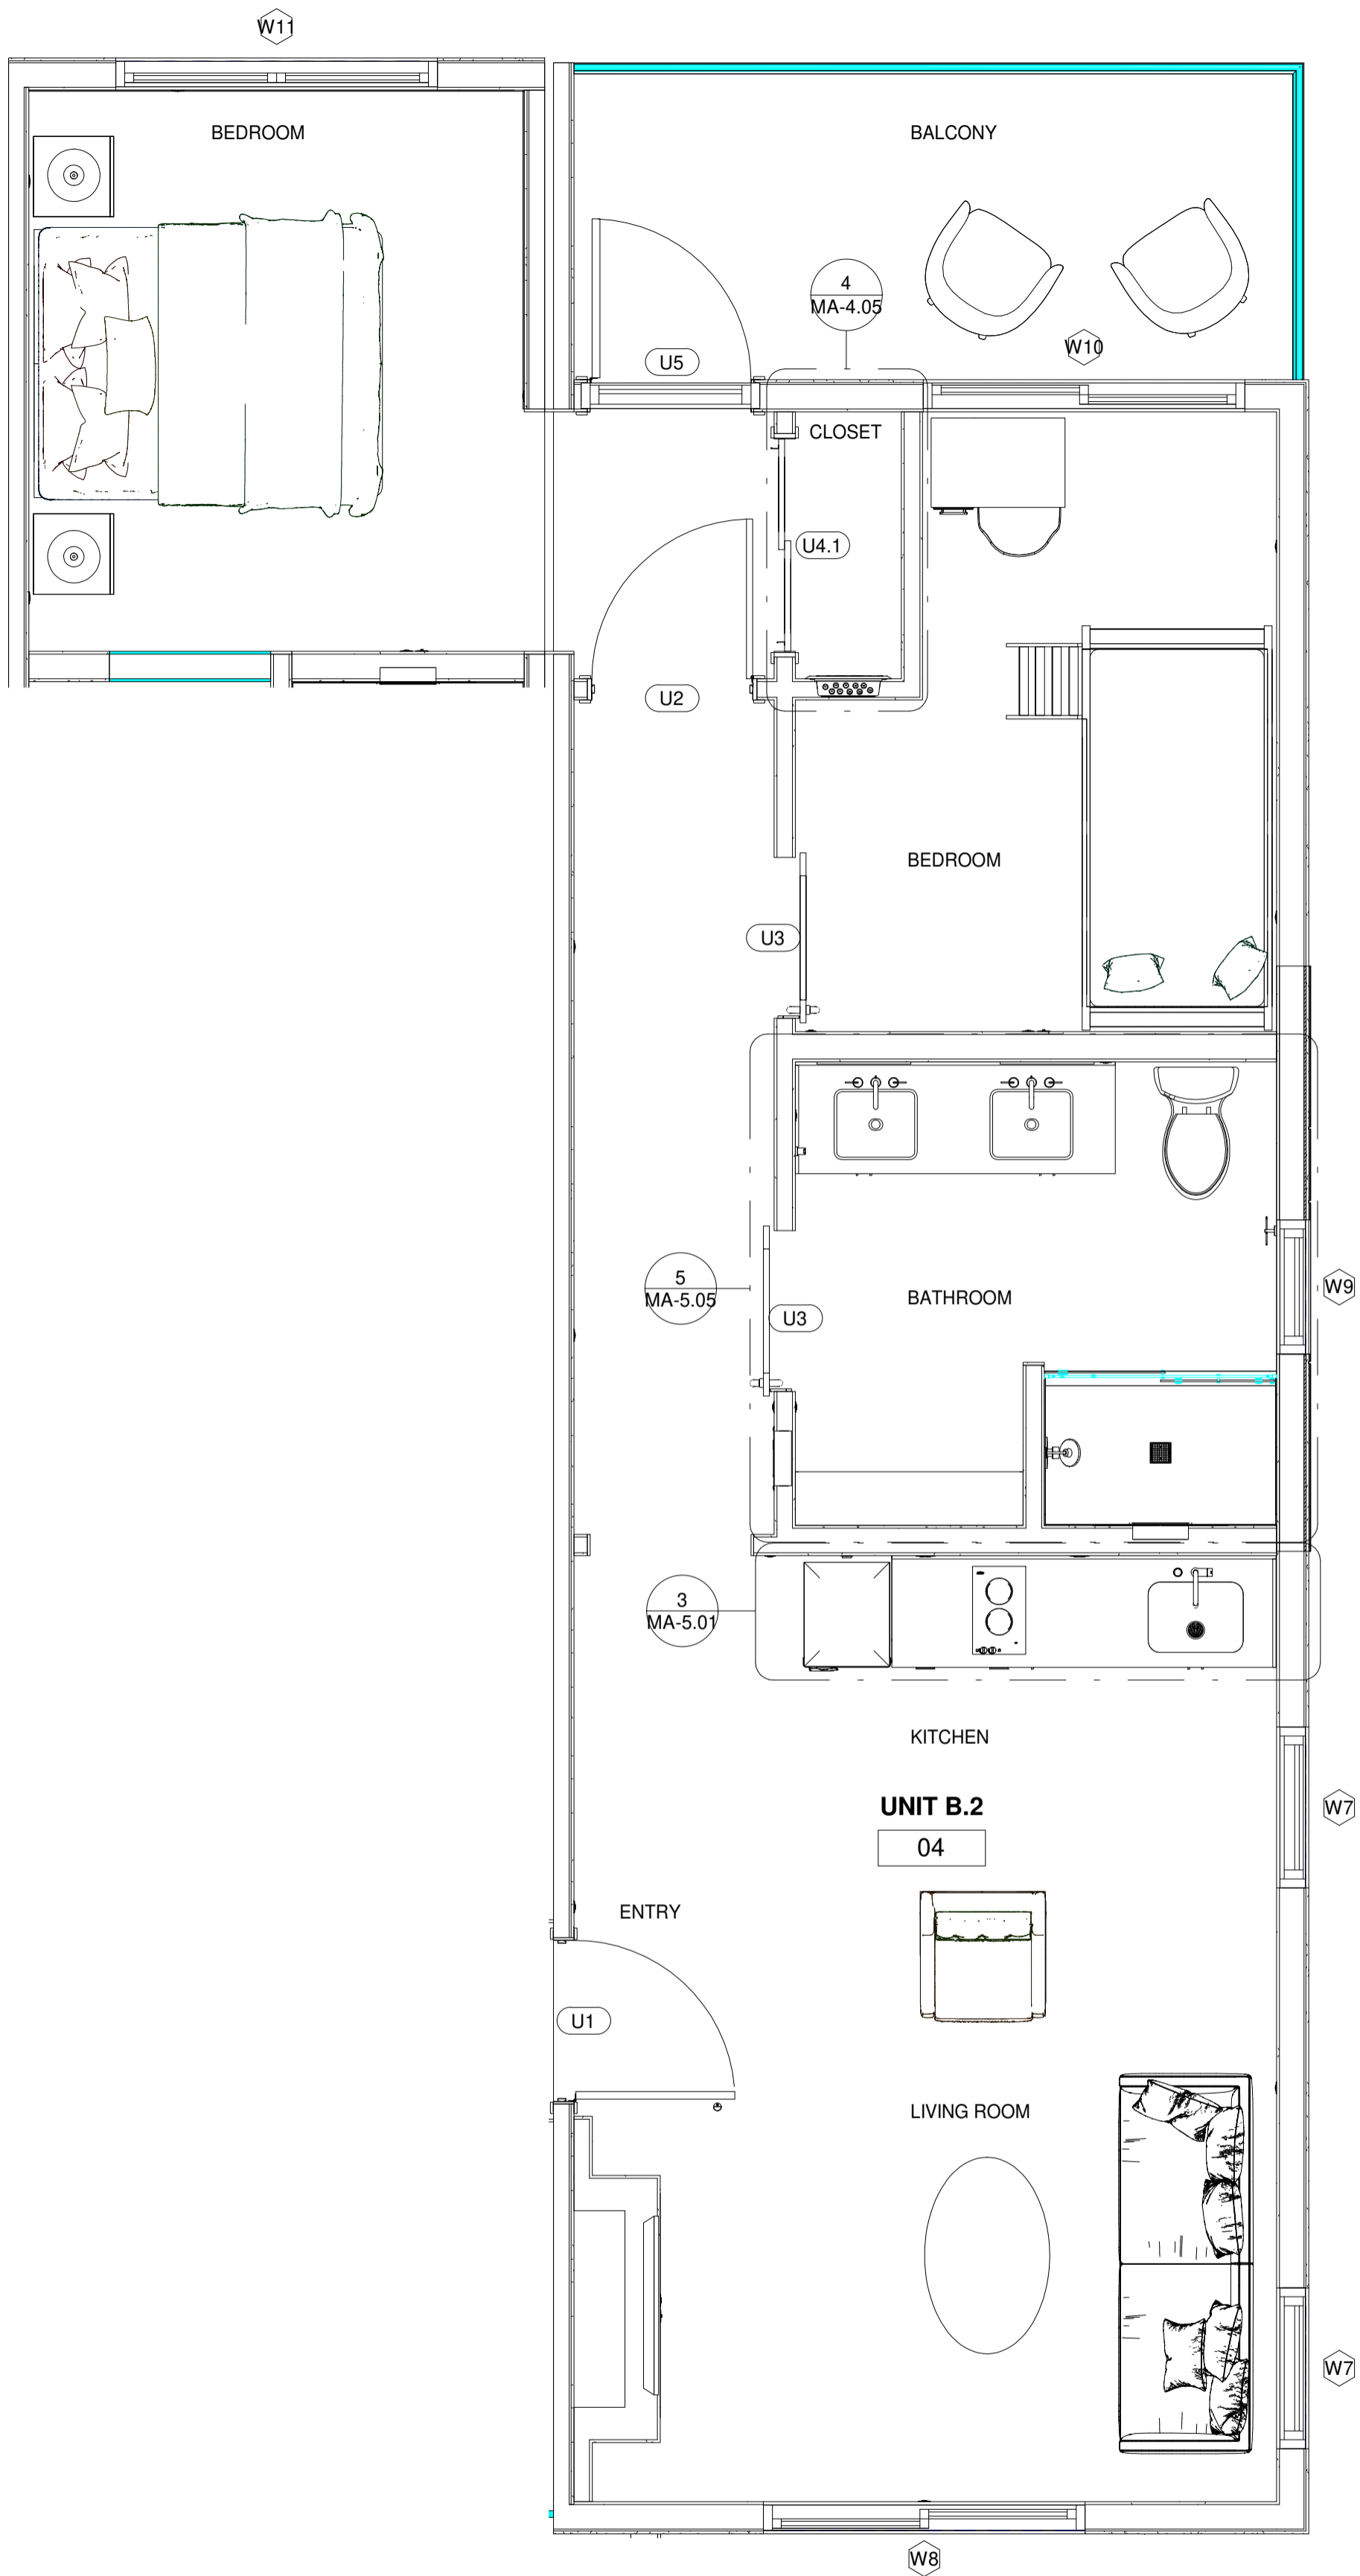 W11
BEDROOM
BALCONY
4
MA-4.05
W10
U5
CLOSET
U4.1
U2
BEDROOM
U3
5
MA-5.05
BATHROOM
W9
U3
3
MA-5.01
KITCHEN
UNIT B.2
W7
04
ENTRY
U1
LIVING ROOM
W7
W8